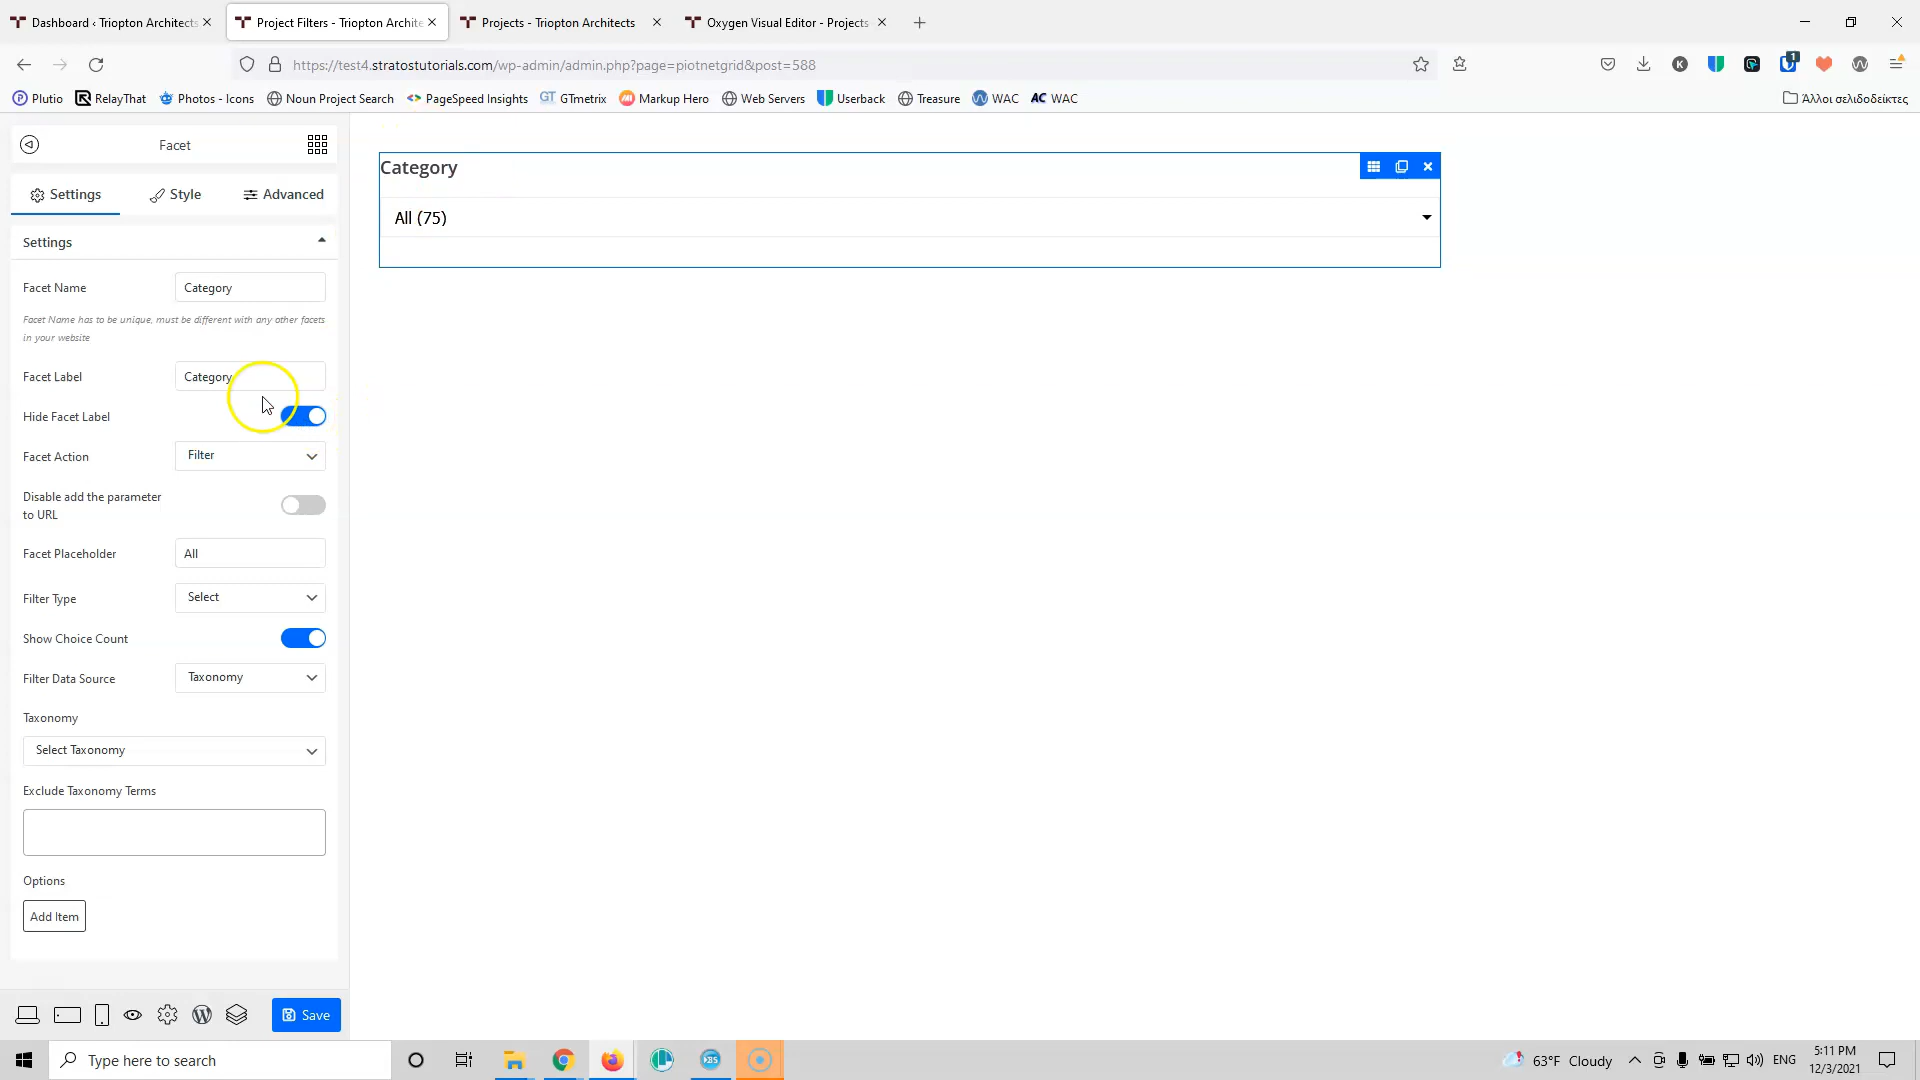 Dashboard ‹ Triopton Architects
Project Filters - Triopton Archite
Projects - Triopton Architects
Oxygen Visual Editor - Projects
https://test4.stratostutorials.com/wp-admin/admin.php?page=piotnetgrid&post=588
1
K
Plutio
RelayThat
Photos - Icons
Noun Project Search
PageSpeed Insights
GT GTmetrix
Markup Hero
Web Servers
Userback
Treasure
WAC
AC WAC
Άλλοι σελιδοδείκτες
Facet
Settings
Style
Advanced
Settings
Facet Name
Category
Facet Name has to be unique, must be different with any other facets
in your website
Facet Label
Category
Hide Facet Label
Facet Action
Filter
Disable add the parameter
to URL
Facet Placeholder
All
Filter Type
Select
Show Choice Count
Filter Data Source
Taxonomy
Taxonomy
Select Taxonomy
Exclude Taxonomy Terms
Options
Add Item
Save
Category
All (75)
Type here to search
63°F Cloudy
ENG
5:11 PM
12/3/2021